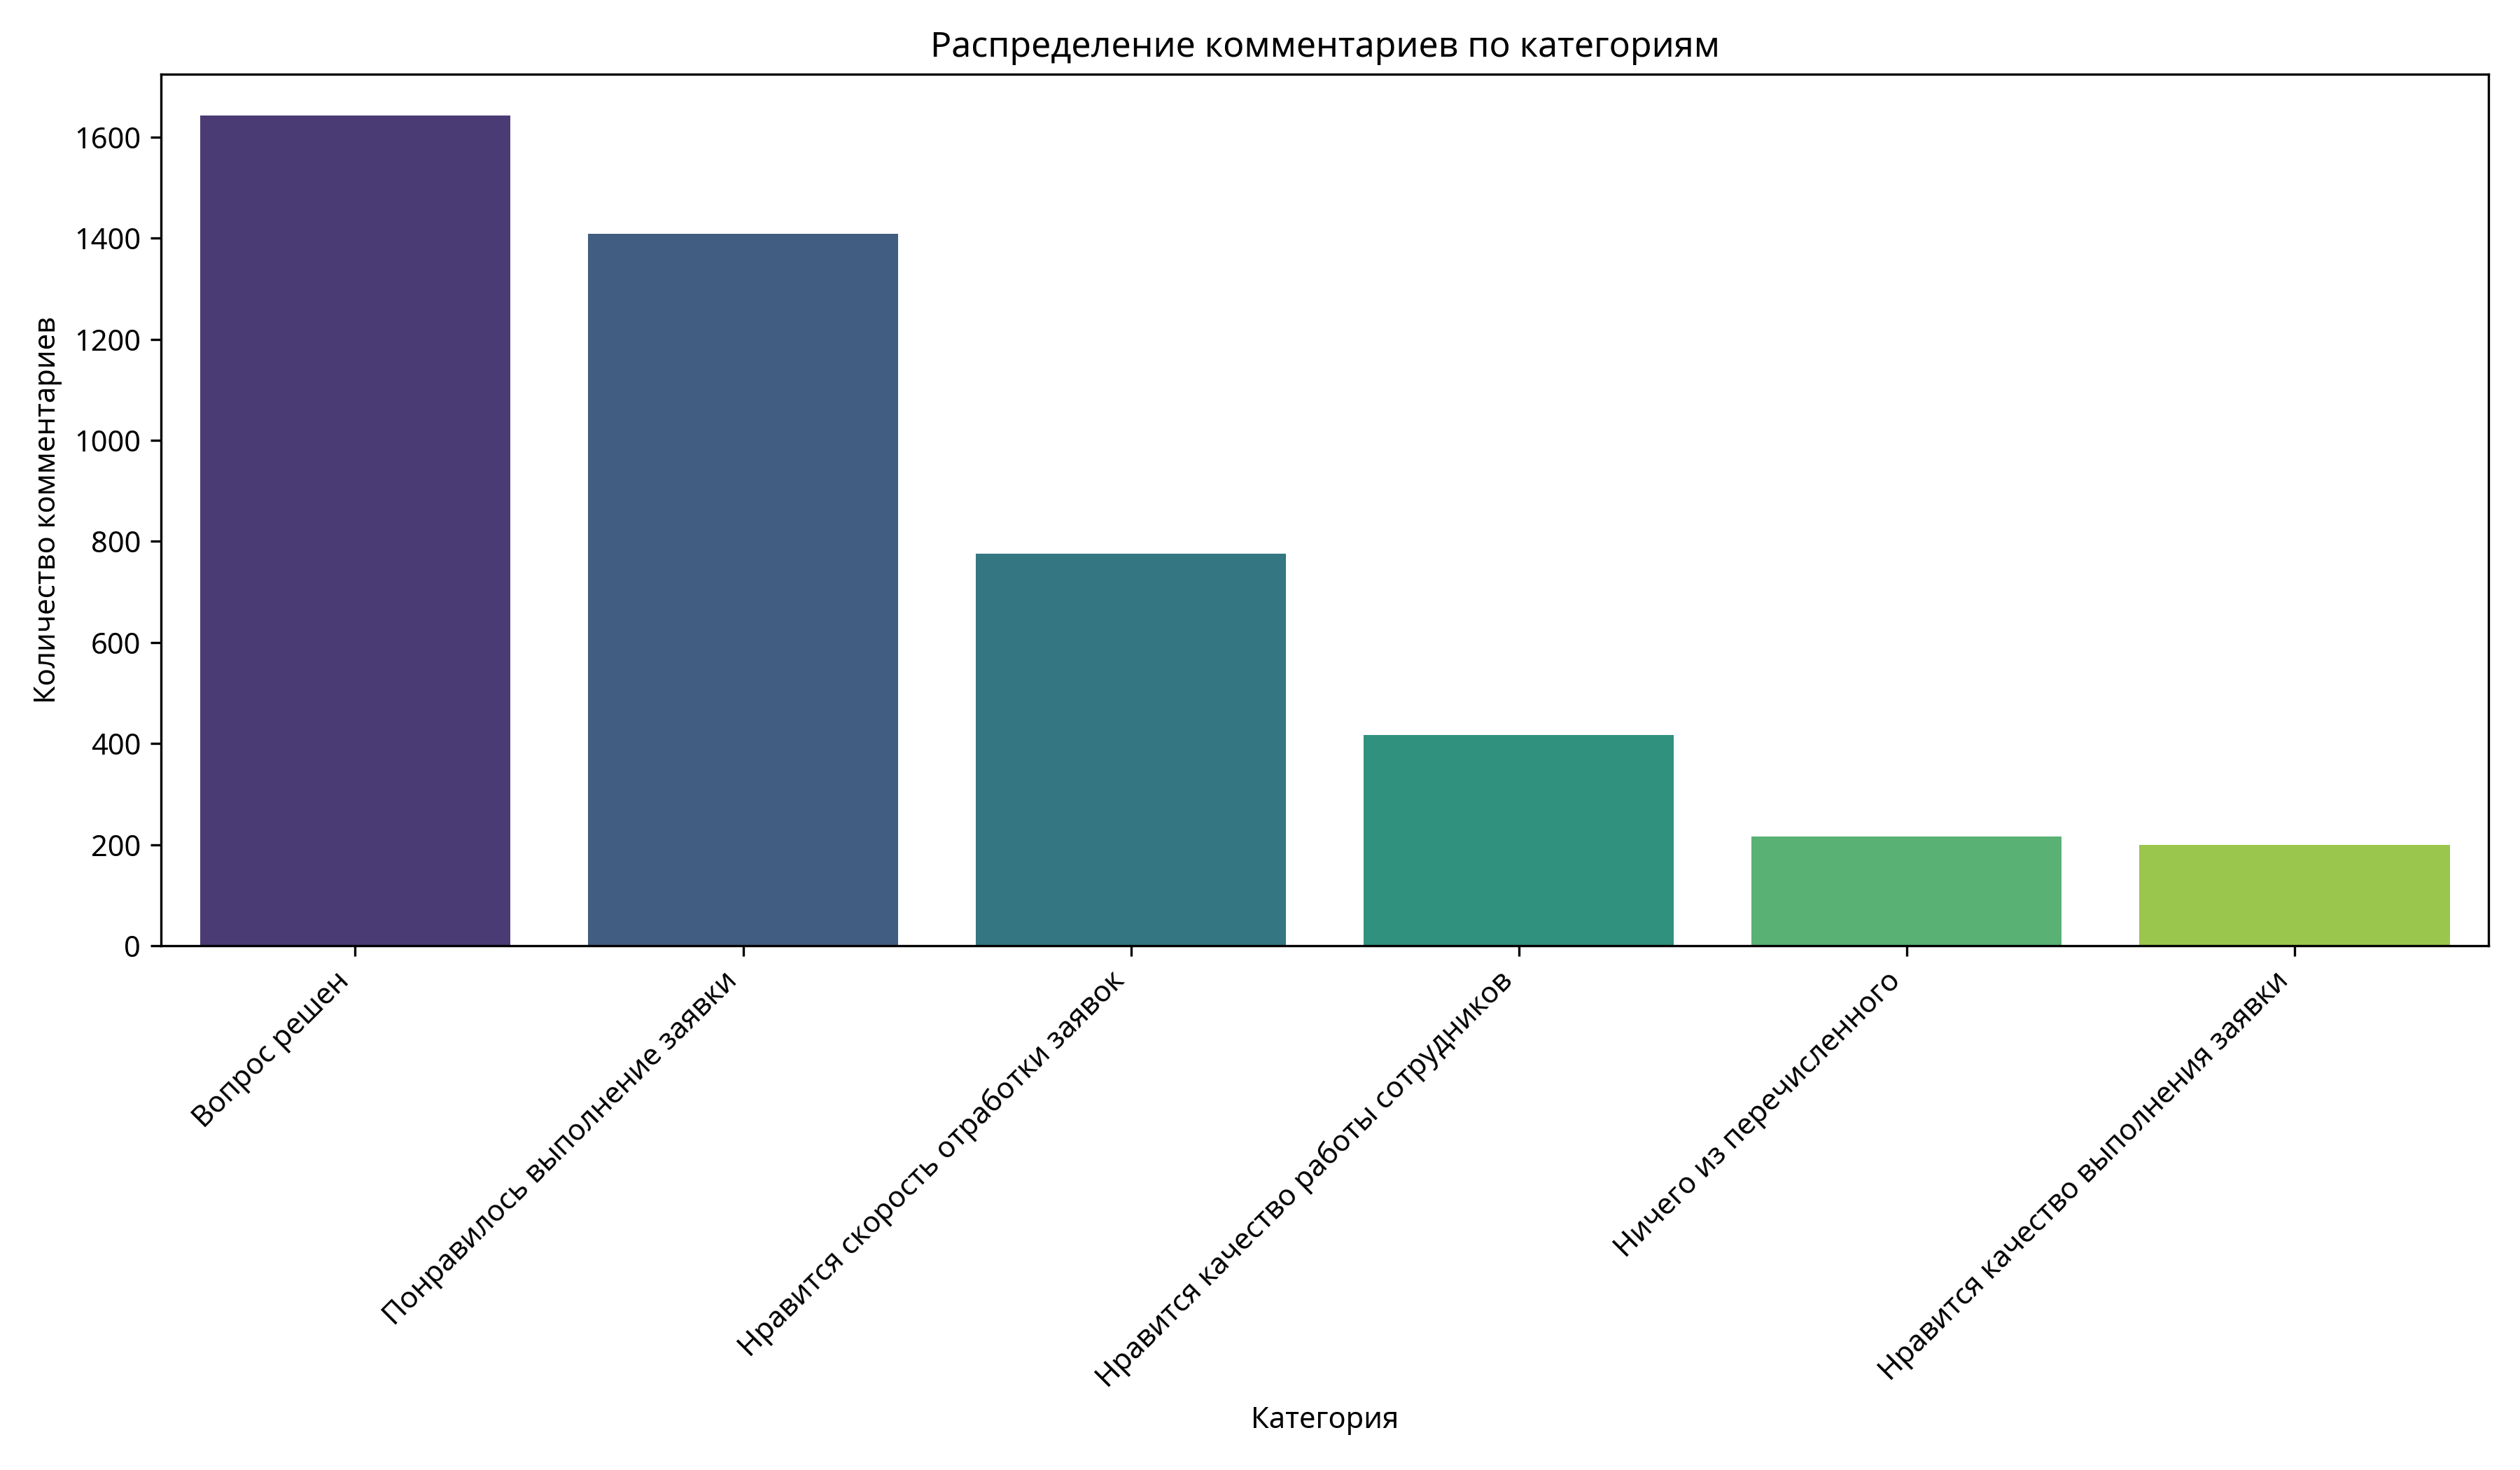 Распределение комментариев по категориям
Количество комментариев
1600
1400
1200
1000
800
600
400
200
0
Вопрос решен
Понравилось выполнение заявки
Нравится скорость отработки заявок
Нравится качество работы сотрудников
Ничего из перечисленного
Нравится качество выполнения заявки
Категория